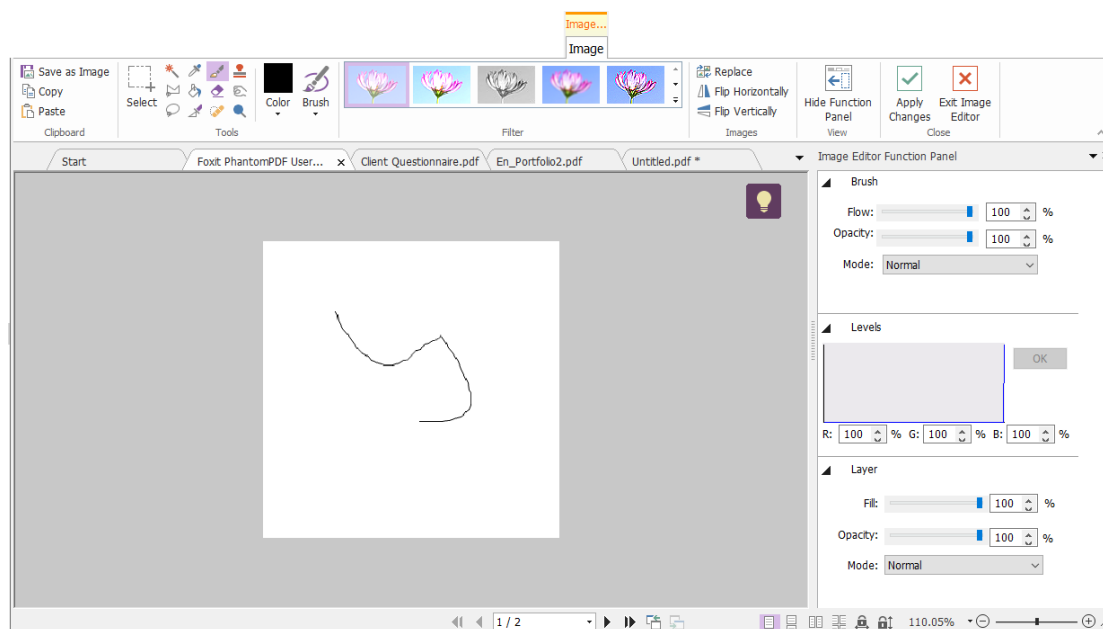 Image...
Image
Save as Image
Copy
Paste
Clipboard
Select
Color
Brush
Tools
Filter
Replace
Flip Horizontally
Flip Vertically
Images
Hide Function
Panel
View
Apply
Changes
Exit Image
Editor
Close
Start
Foxit PhantomPDF User... x
Client Questionnaire.pdf
En_Portfolio2.pdf
Untitled.pdf *
Image Editor Function Panel
Brush
Flow: 100 %
Opacity: 100 %
Mode: Normal
Levels
OK
R: 100 % G: 100 % B: 100 %
Layer
Fill: 100 %
Opacity: 100 %
Mode: Normal
1 / 2
110.05%